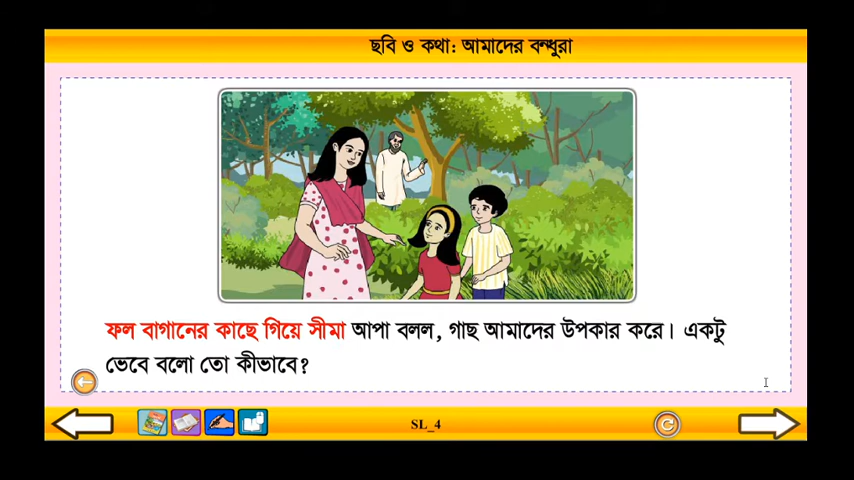 ছবি ও কথা: আমাদের বন্ধুরা
ফল বাগানের কাছে গিয়ে সীমা আপা বলল, গাছ আমাদের উপকার করে। একটু
ভেবে বলো তো কীভাবে?
SL_4